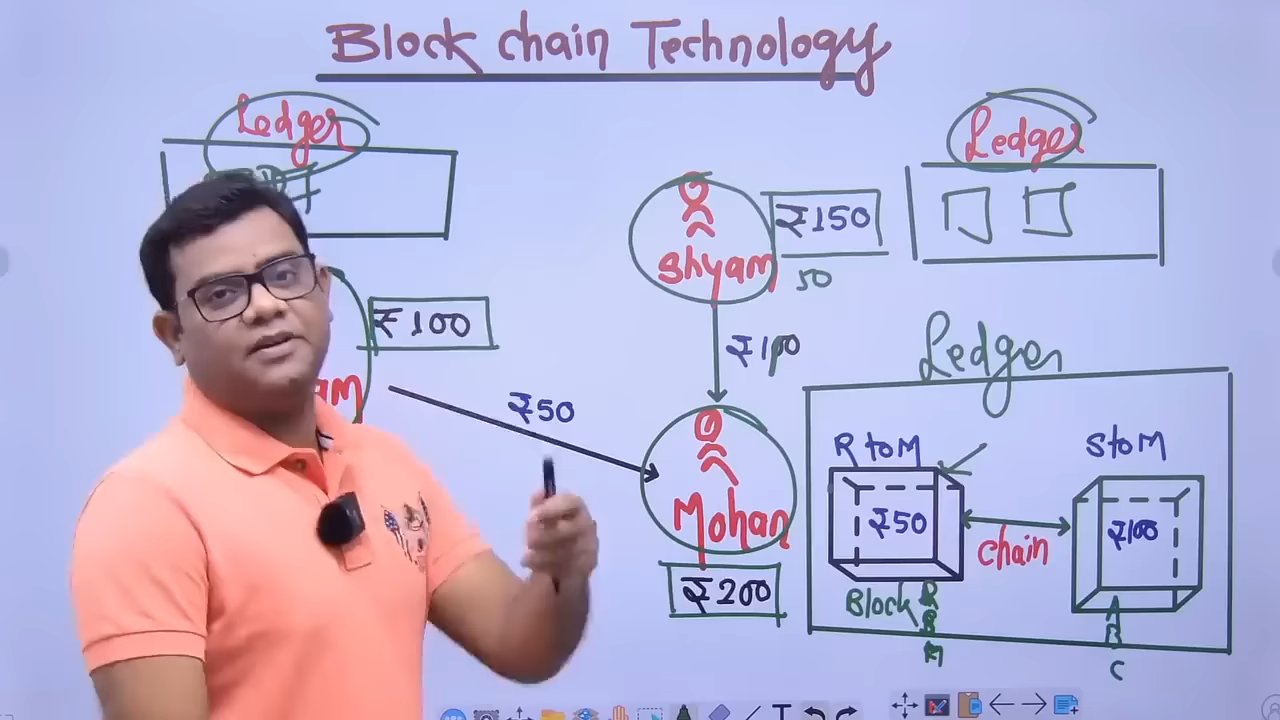 Block chain Technology
Ledger
Ledger
₹150
Shyam
50
₹100
am
₹100
₹50
Mohan
₹200
Ledger
R to M
S to M
₹50
chain
₹100
Block
R
B
M
A
B
C